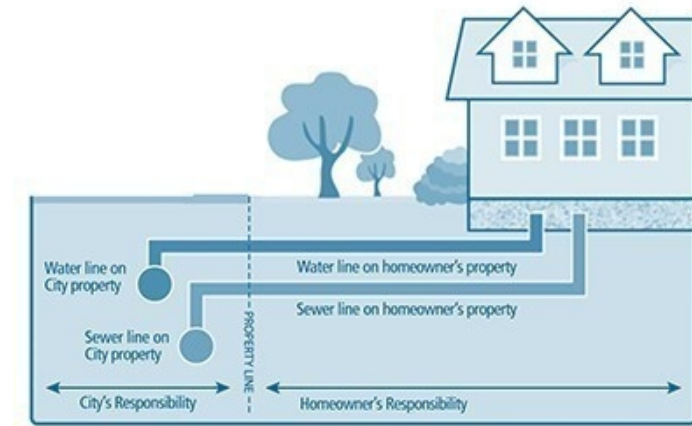 Water line on
City property
Water line on homeowner's property
Sewer line on homeowner's property
Sewer line on
City property
- PROPERTY LINE -
City's Responsibility
Homeowner's Responsibility